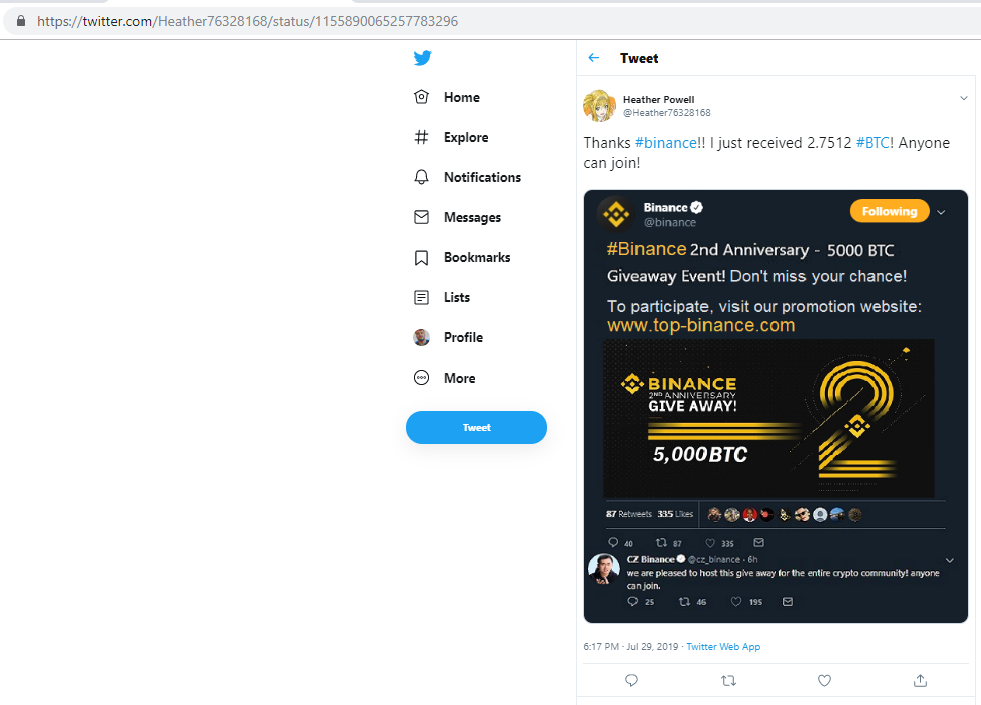 https://twitter.com/Heather76328168/status/1155890065257783296
Home
Explore
Notifications
Messages
Bookmarks
Lists
Profile
More
Tweet
Tweet
Heather Powell
@Heather76328168
Thanks #binance!! I just received 2.7512 #BTC! Anyone
can join!
Binance
@binance
Following
#Binance 2nd Anniversary - 5000 BTC
Giveaway Event! Don't miss your chance!
To participate, visit our promotion website:
www.top-binance.com
BINANCE
2ND ANNIVERSARY
GIVE AWAY!
5,000BTC
2
87 Retweets 335 Likes
40 87 335
CZ Binance @cz_binance · 6h
we are pleased to host this give away for the entire crypto community! anyone
can join.
25 46 195
6:17 PM · Jul 29, 2019 · Twitter Web App